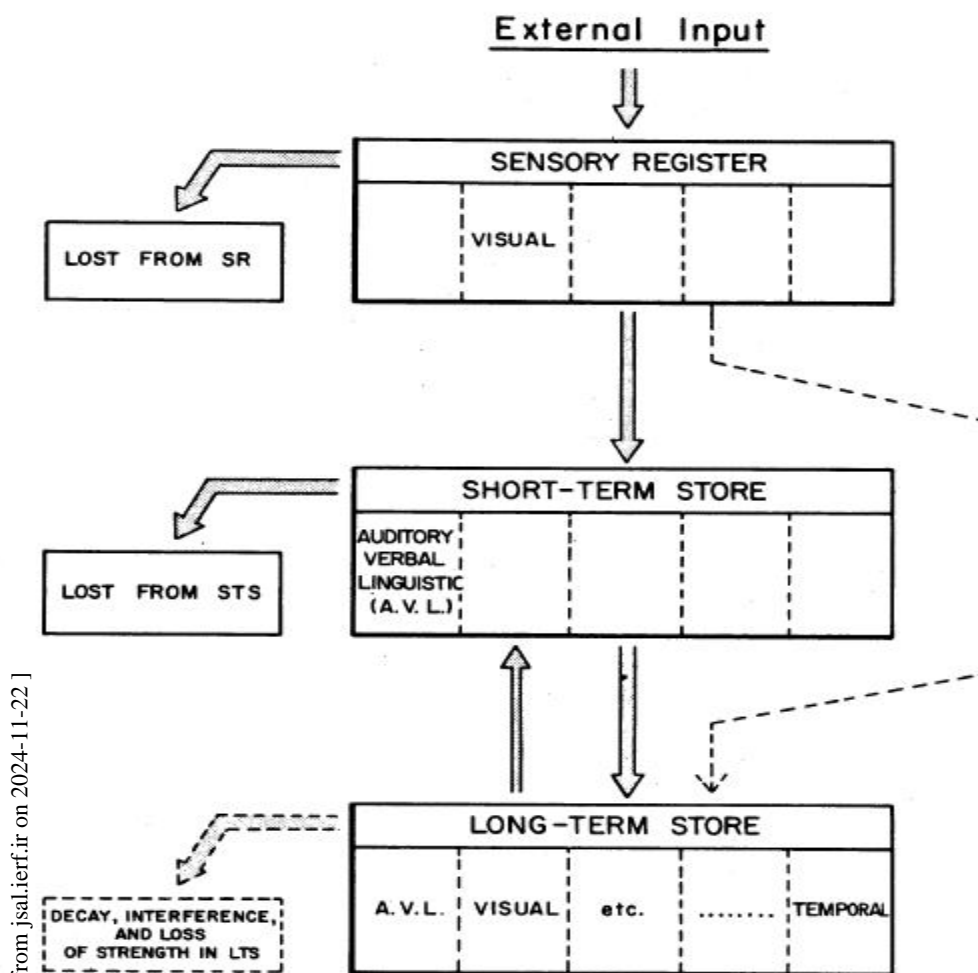 External Input
SENSORY REGISTER
VISUAL
LOST FROM SR
SHORT-TERM STORE
AUDITORY
VERBAL
LINGUISTIC
(A. V. L.)
LOST FROM STS
LONG-TERM STORE
A. V. L.
VISUAL
etc.
........
TEMPORAL
DECAY, INTERFERENCE,
AND LOSS
OF STRENGTH IN LTS
from jsal.ierf.ir on 2024-11-22 ]